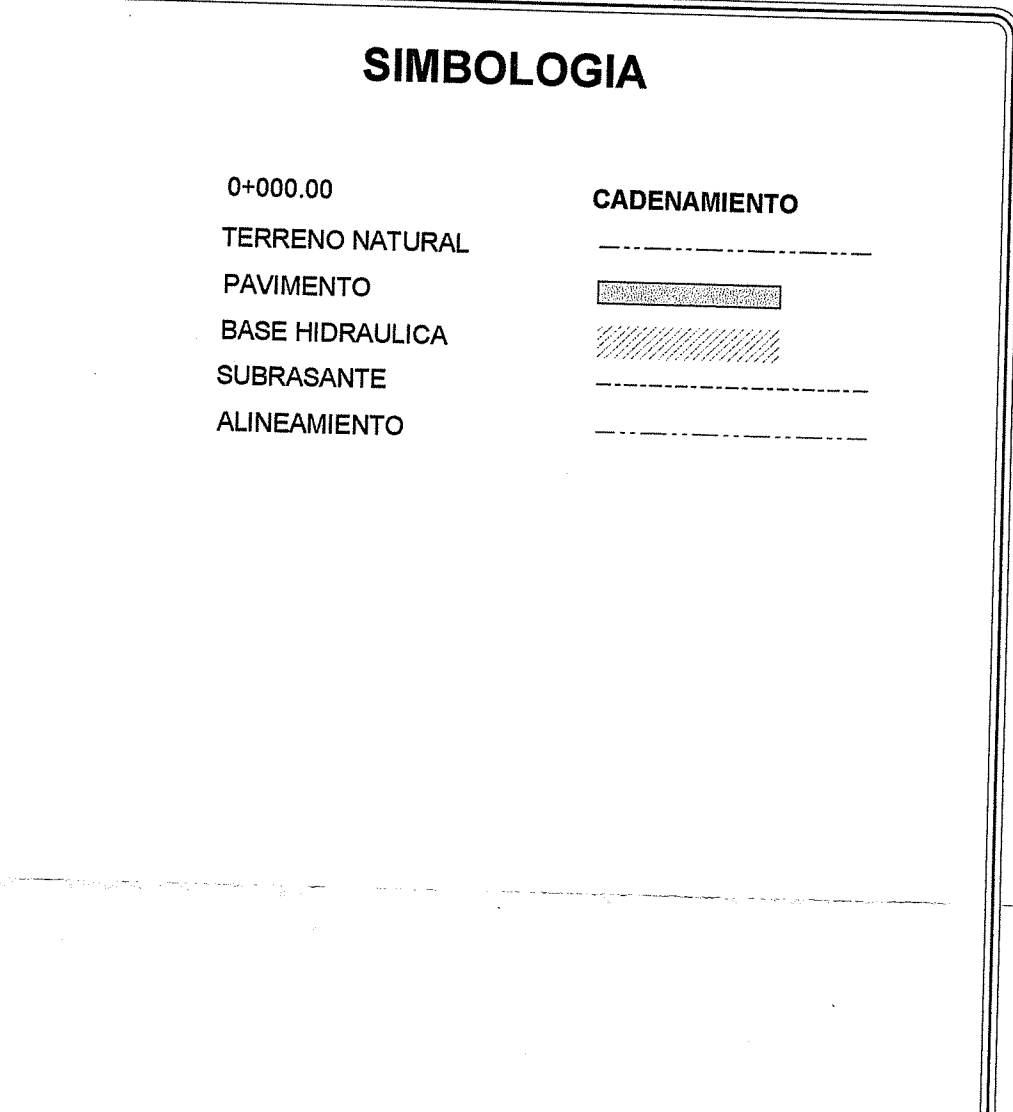 SIMBOLOGIA
0+000.00 CADENAMIENTO
TERRENO NATURAL
PAVIMENTO
BASE HIDRAULICA
SUBRASANTE
ALINEAMIENTO